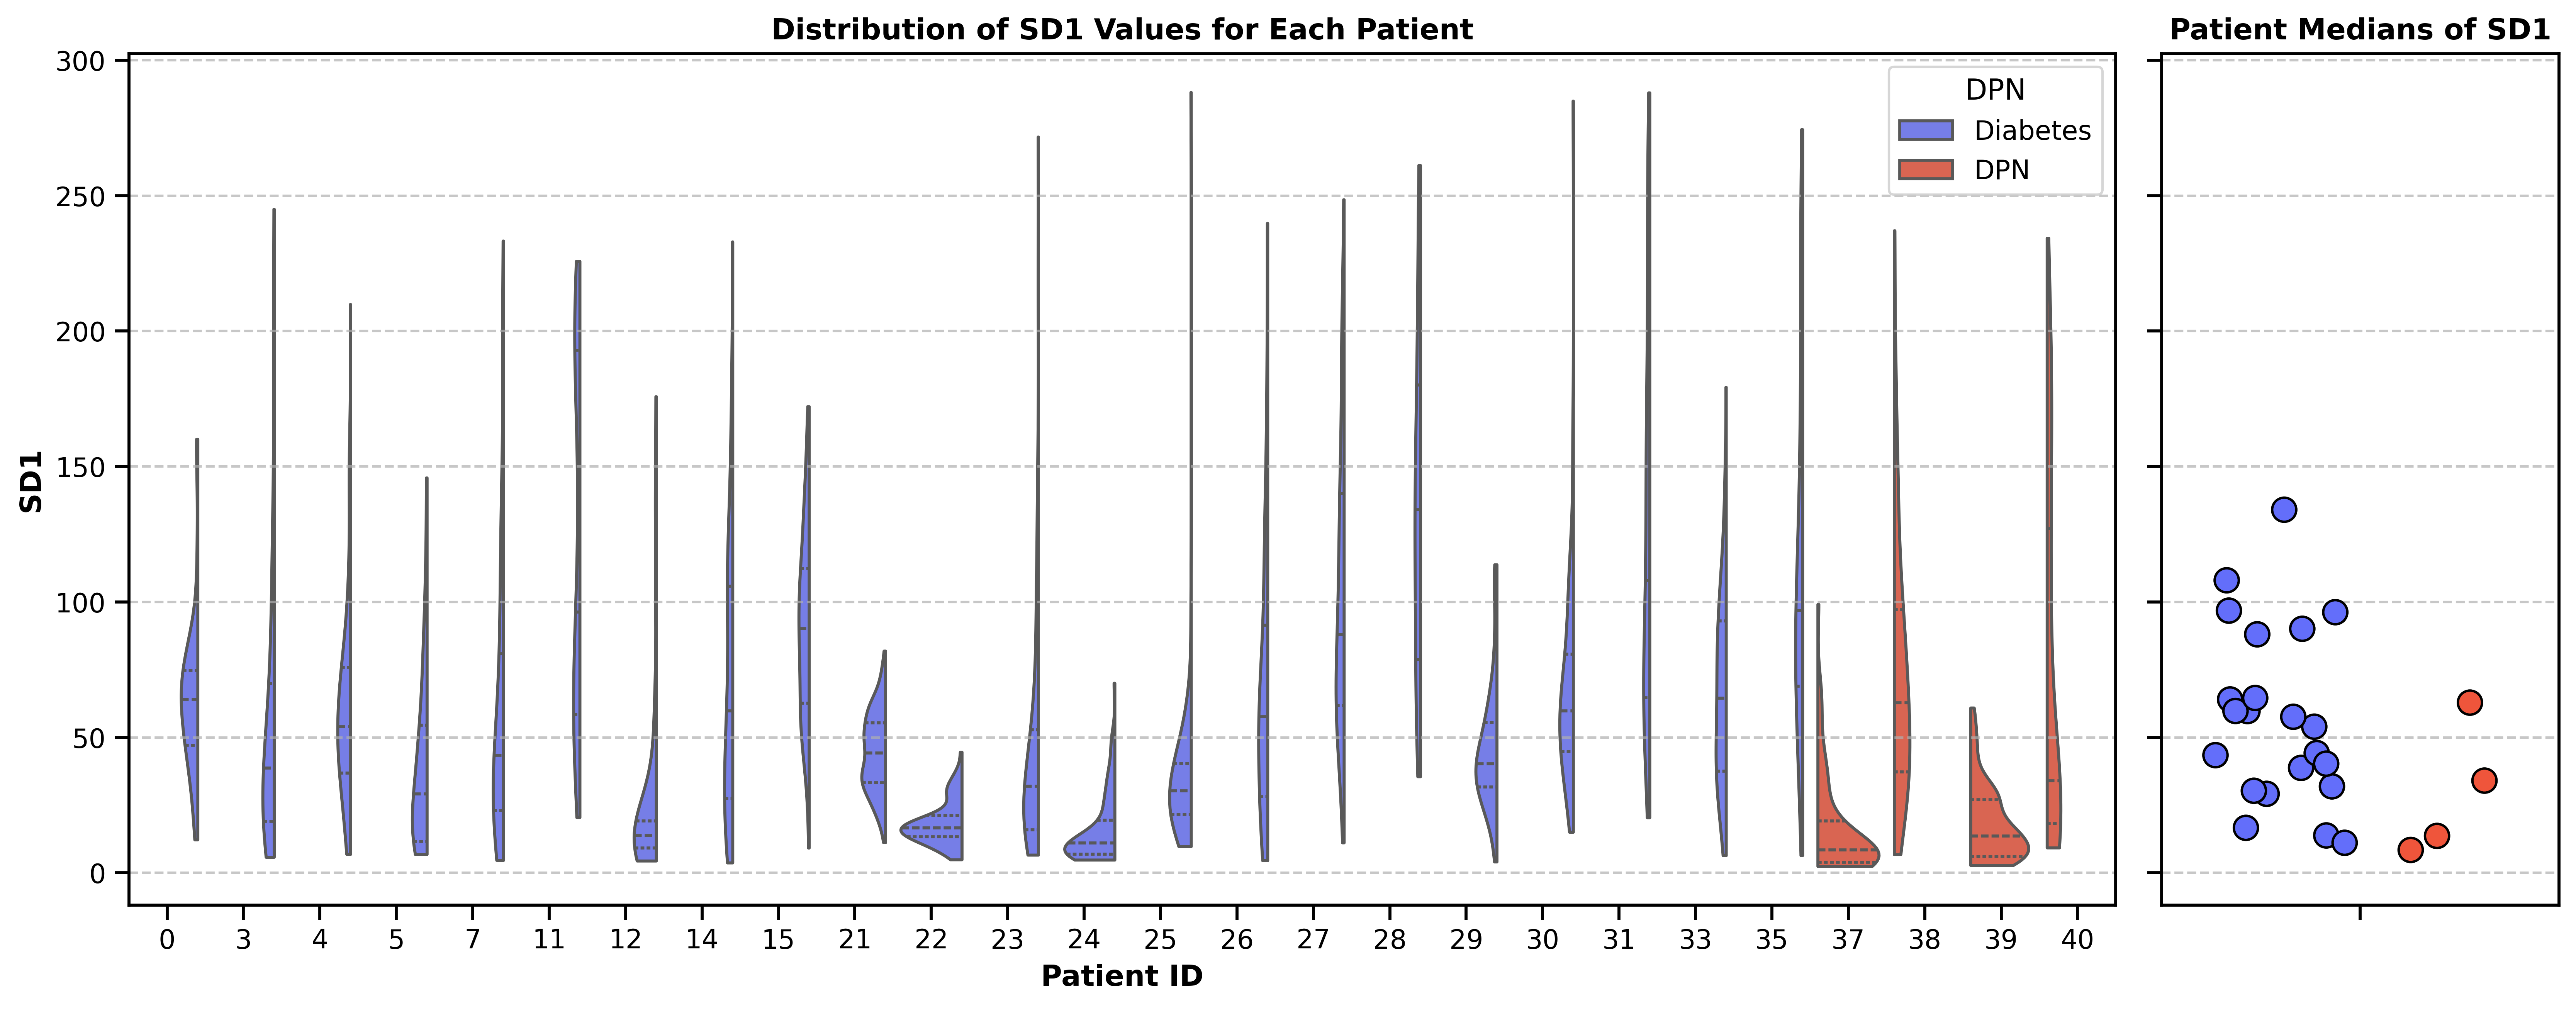 Distribution of SD1 Values for Each Patient
Patient Medians of SD1
300
250
200
150
100
50
0
SD1
DPN
Diabetes
DPN
0 3 4 5 7 11 12 14 15 21 22 23 24 25 26 27 28 29 30 31 33 35 37 38 39 40
Patient ID